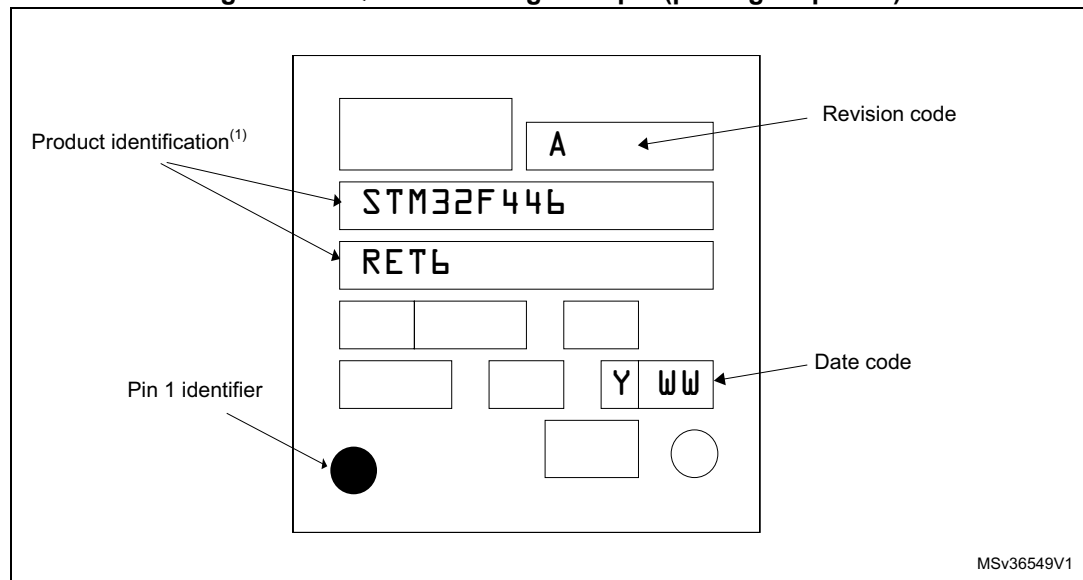 Revision code
A
Product identification(1)
STM32F446
RET6
Date code
Y WW
Pin 1 identifier
MSv36549V1